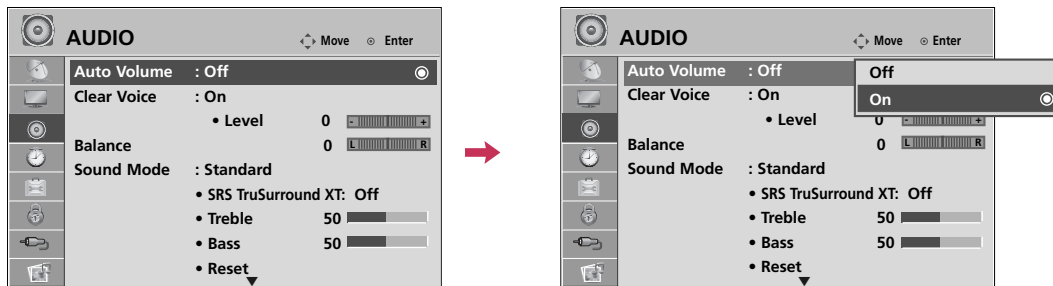 AUDIO Move Enter
Auto Volume : Off
Clear Voice : On
• Level 0 - +
Balance 0 L R
Sound Mode : Standard
• SRS TruSurround XT: Off
• Treble 50
• Bass 50
• Reset
AUDIO Move Enter
Auto Volume : Off
Off
On
Clear Voice : On
• Level 0 - +
Balance 0 L R
Sound Mode : Standard
• SRS TruSurround XT: Off
• Treble 50
• Bass 50
• Reset